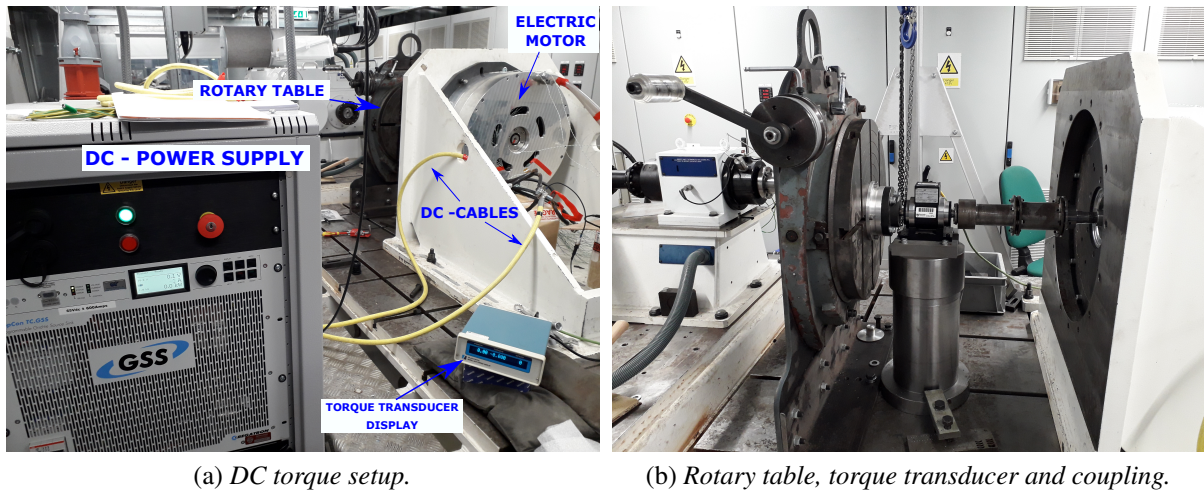 ELECTRIC
MOTOR
ROTARY TABLE
DC - POWER SUPPLY
DC -CABLES
GSS
TORQUE TRANSDUCER
DISPLAY
(a) DC torque setup.
(b) Rotary table, torque transducer and coupling.